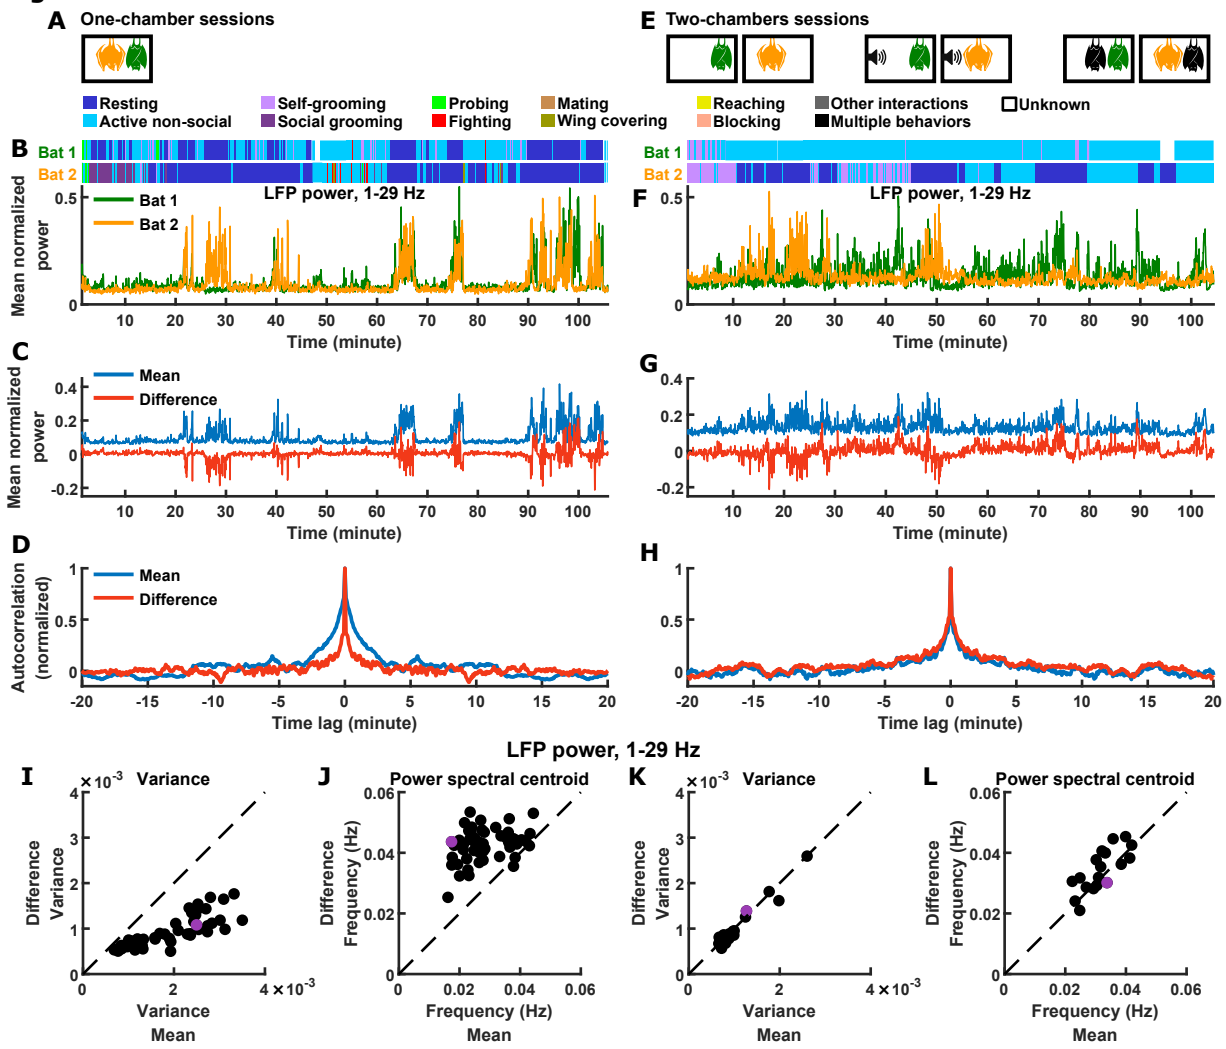 A One-chamber sessions
E Two-chambers sessions
Resting Self-grooming Probing Mating Reaching Other interactions Unknown
Active non-social Social grooming Fighting Wing covering Blocking Multiple behaviors
B
Bat 1
Bat 2
LFP power, 1-29 Hz
Bat 1
Bat 2
Mean normalized
power
0.5
0
10 20 30 40 50 60 70 80 90 100
Time (minute)
Bat 1
Bat 2
F
LFP power, 1-29 Hz
0.5
0
10 20 30 40 50 60 70 80 90 100
Time (minute)
C
Mean
Difference
Mean normalized
power
0.4
0.2
0
-0.2
10 20 30 40 50 60 70 80 90 100
Time (minute)
G
0.4
0.2
0
-0.2
10 20 30 40 50 60 70 80 90 100
Time (minute)
D
Mean
Difference
Autocorrelation
(normalized)
1
0.5
0
-20 -15 -10 -5 0 5 10 15 20
Time lag (minute)
H
1
0.5
0
-20 -15 -10 -5 0 5 10 15 20
Time lag (minute)
LFP power, 1-29 Hz
I
4 ×10-3 Variance
Difference
Variance
3
2
1
0
0 2 4 ×10-3
Variance
Mean
J
Power spectral centroid
Difference
Frequency (Hz)
0.06
0.04
0.02
0
0 0.02 0.04 0.06
Frequency (Hz)
Mean
K
4 ×10-3 Variance
Difference
Variance
3
2
1
0
0 2 4 ×10-3
Variance
Mean
L
Power spectral centroid
Difference
Frequency (Hz)
0.06
0.04
0.02
0
0 0.02 0.04 0.06
Frequency (Hz)
Mean